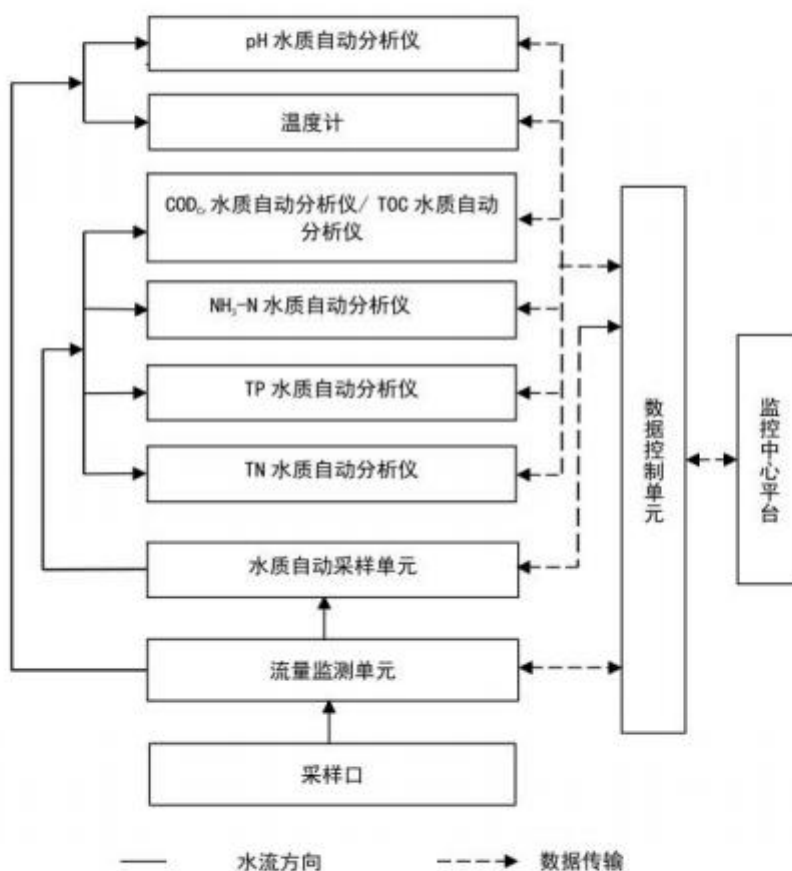 pH 水质自动分析仪
温度计
CODCr 水质自动分析仪/ TOC 水质自动
分析仪
NH3-N 水质自动分析仪
TP 水质自动分析仪
TN 水质自动分析仪
水质自动采样单元
流量监测单元
采样口
数据控制单元
监控中心平台
水流方向
数据传输